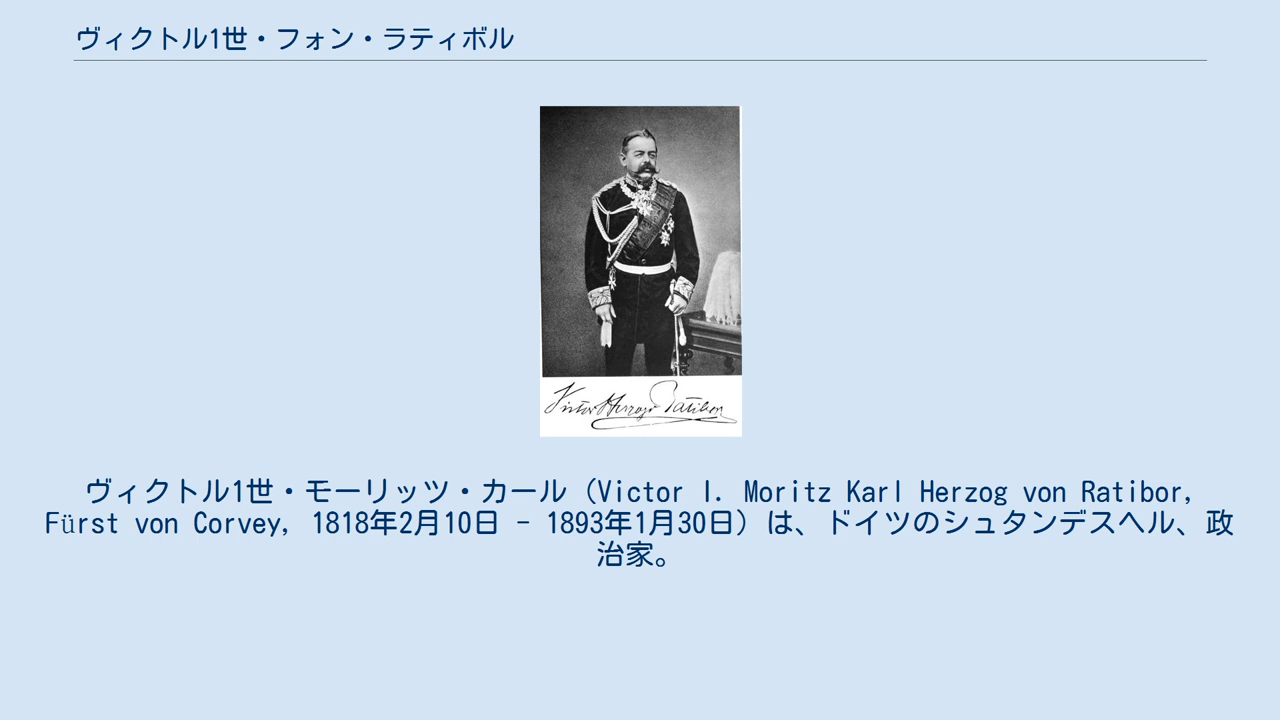 ヴィクトル1世・フォン・ラティボル
Victor Herzog Ratibor
ヴィクトル1世・モーリッツ・カール（Victor I. Moritz Karl Herzog von Ratibor,
Fürst von Corvey, 1818年2月10日 - 1893年1月30日）は、ドイツのシュタンデスヘル、政
治家。